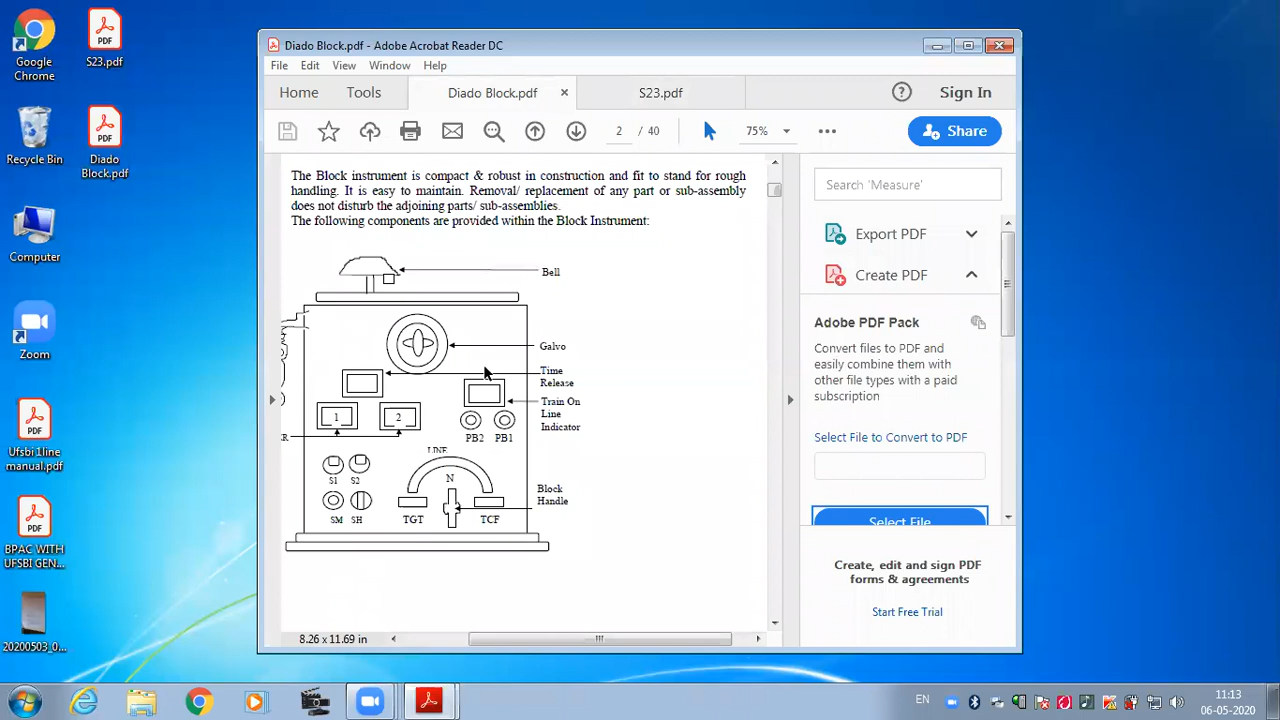 Google
Chrome
S23.pdf
Recycle Bin
Diado
Block.pdf
Computer
Zoom
Ufsbi 1line
manual.pdf
BPAC WITH
UFSBI GEN...
20200503_0...
Diado Block.pdf - Adobe Acrobat Reader DC
File Edit View Window Help
Home Tools Diado Block.pdf × S23.pdf ? Sign In
2 / 40 75% Share
The Block instrument is compact & robust in construction and fit to stand for rough
handling. It is easy to maintain. Removal/ replacement of any part or sub-assembly
does not disturb the adjoining parts/ sub-assemblies.
The following components are provided within the Block Instrument:
Bell
Galvo
Time
Release
Train On
Line
Indicator
1 2
R
PB2 PB1
LINE
N
S1 S2
Block
Handle
SM SH TGT TCF
8.26 x 11.69 in
Search 'Measure'
Export PDF
Create PDF
Adobe PDF Pack
Convert files to PDF and
easily combine them with
other file types with a paid
subscription
Select File to Convert to PDF
Select File
Create, edit and sign PDF
forms & agreements
Start Free Trial
EN
11:13
06-05-2020